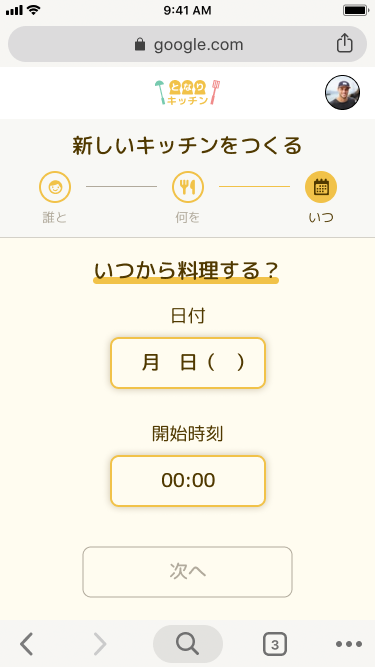 9:41 AM
google.com
となり
キッチン
新しいキッチンをつくる
誰と
何を
いつ
いつから料理する？
日付
月 日（ ）
開始時刻
00:00
次へ
3